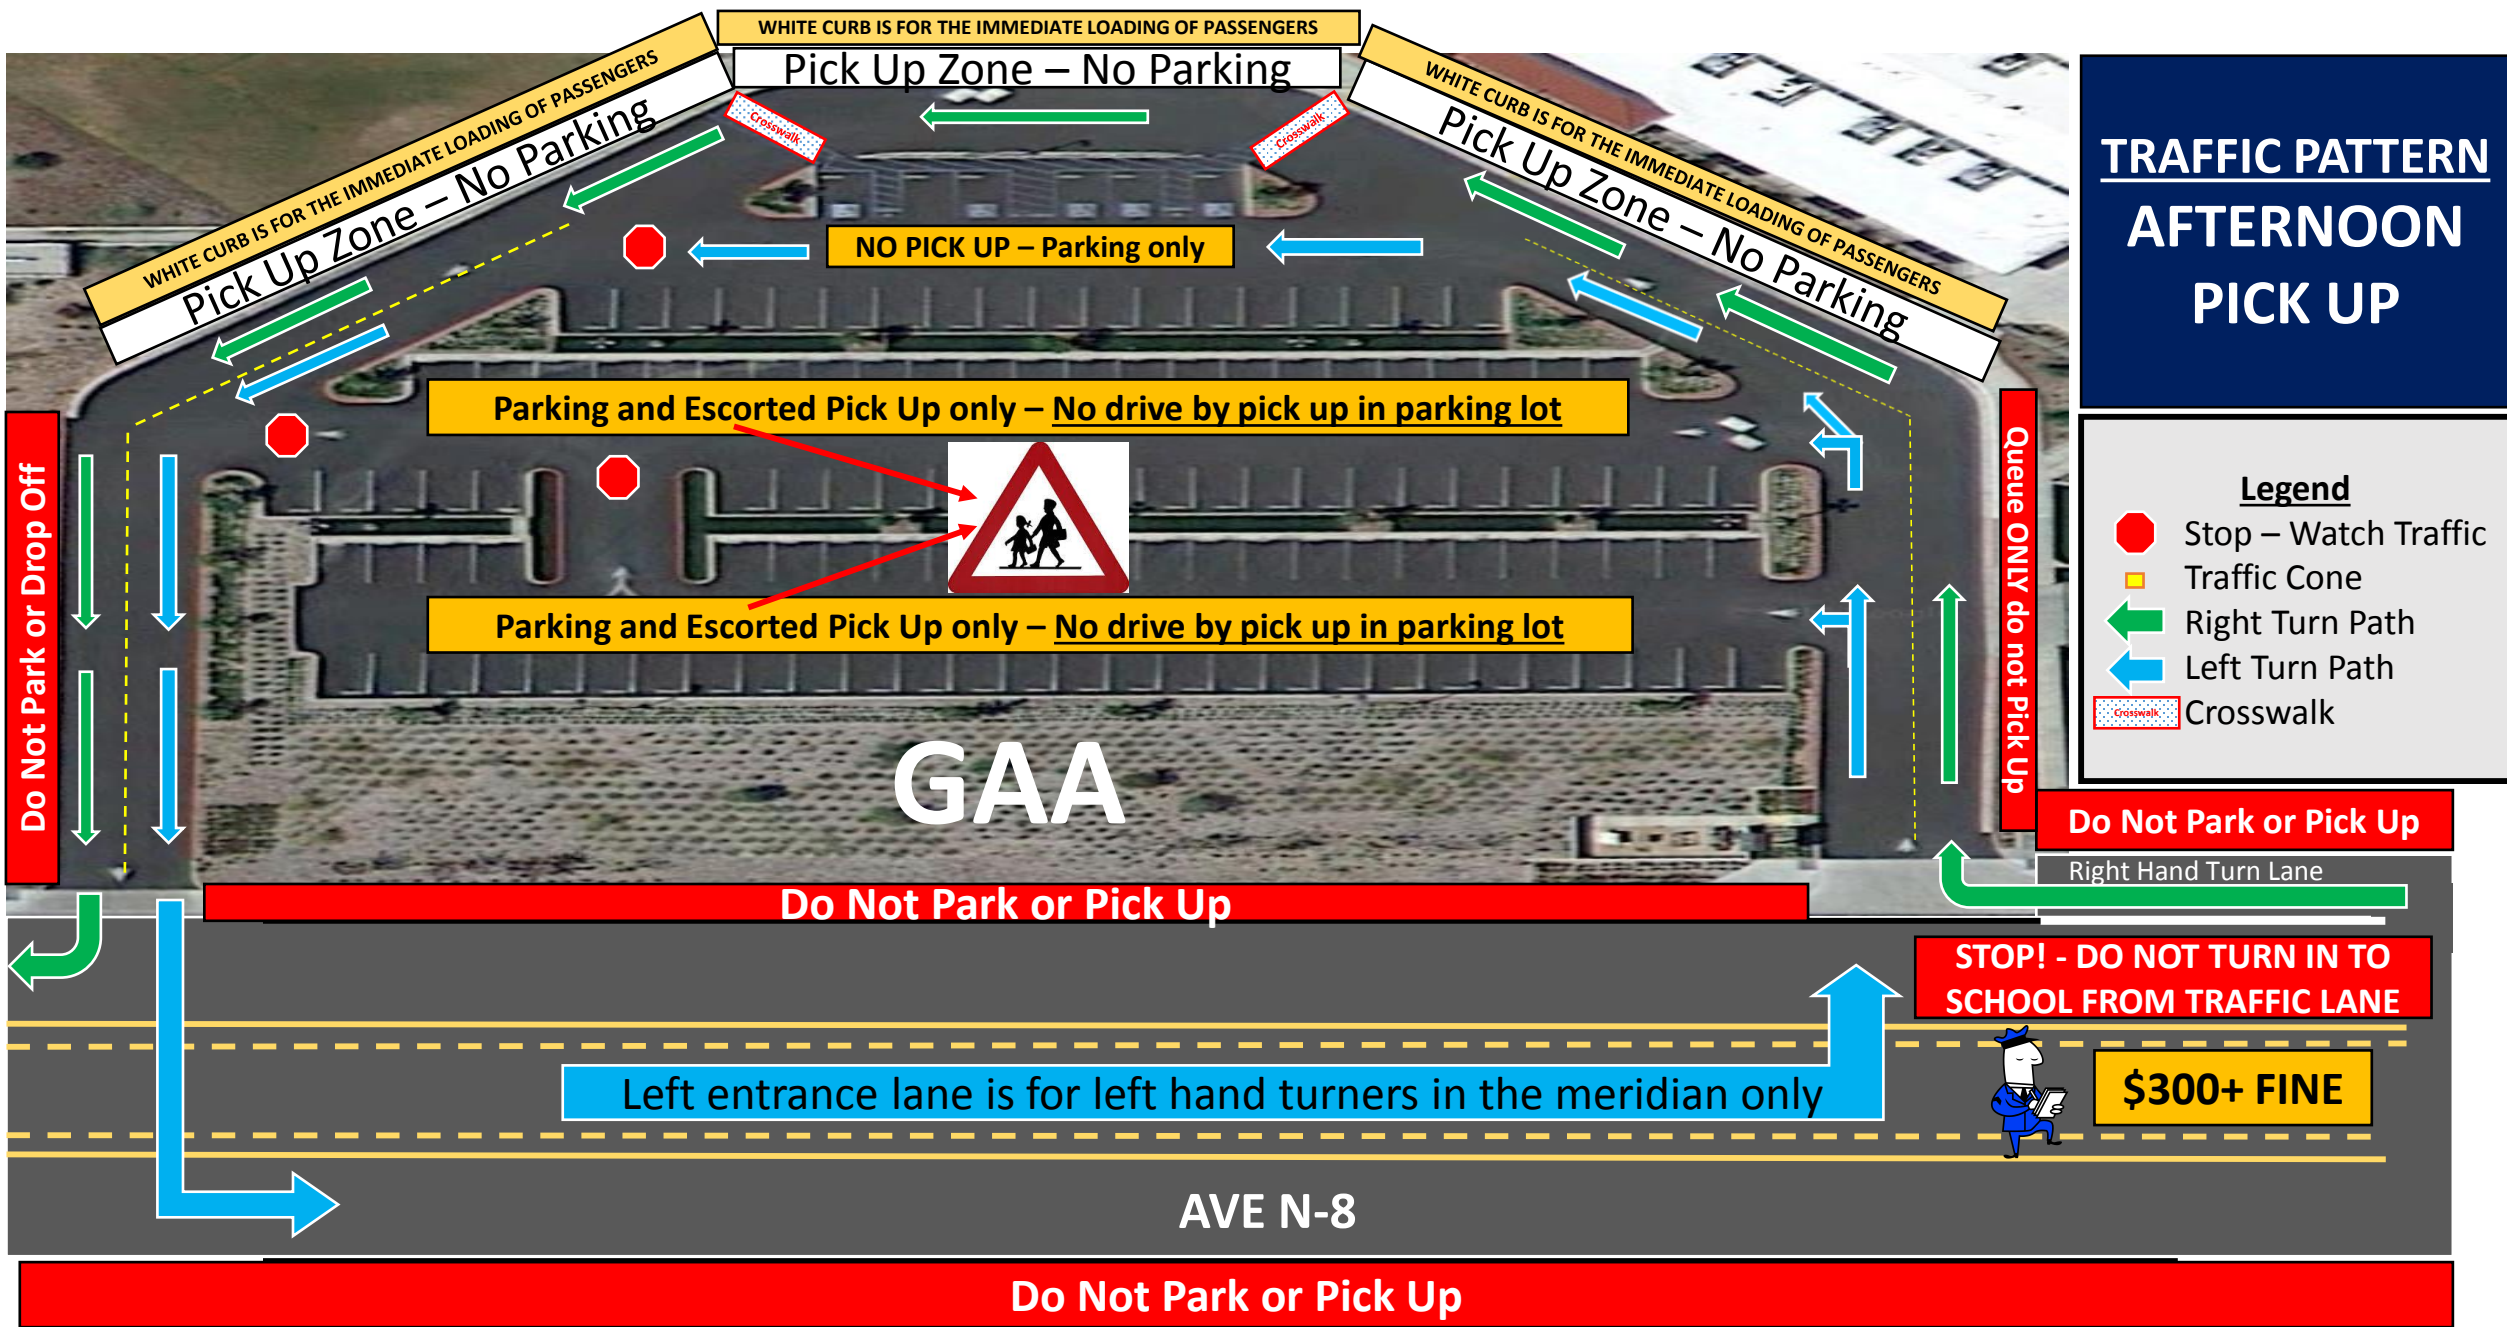 WHITE CURB IS FOR THE IMMEDIATE LOADING OF PASSENGERS
Pick Up Zone – No Parking
WHITE CURB IS FOR THE IMMEDIATE LOADING OF PASSENGERS
Pick Up Zone – No Parking
WHITE CURB IS FOR THE IMMEDIATE LOADING OF PASSENGERS
Pick Up Zone – No Parking
Crosswalk
Crosswalk
NO PICK UP – Parking only
Parking and Escorted Pick Up only – No drive by pick up in parking lot
Parking and Escorted Pick Up only – No drive by pick up in parking lot
Do Not Park or Drop Off
Queue ONLY do not Pick Up
GAA
TRAFFIC PATTERN
AFTERNOON
PICK UP
Legend
Stop – Watch Traffic
Traffic Cone
Right Turn Path
Left Turn Path
Crosswalk
Crosswalk
Do Not Park or Pick Up
Right Hand Turn Lane
Do Not Park or Pick Up
STOP! - DO NOT TURN IN TO
SCHOOL FROM TRAFFIC LANE
Left entrance lane is for left hand turners in the meridian only
$300+ FINE
AVE N-8
Do Not Park or Pick Up